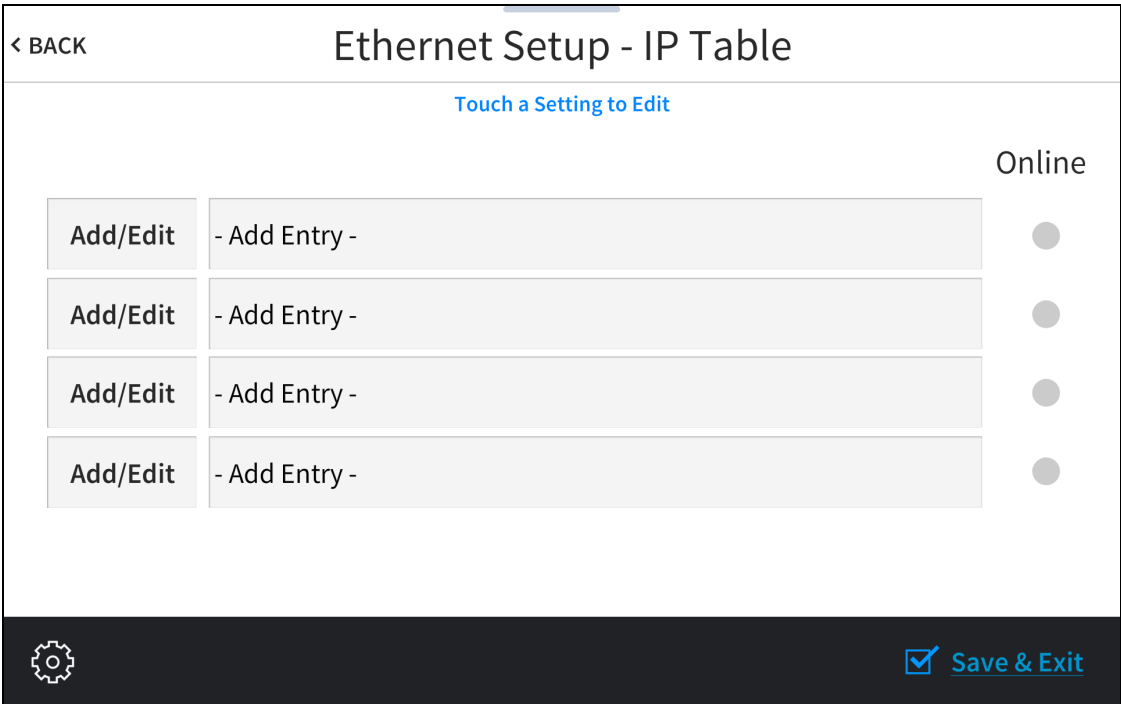 < BACK
Ethernet Setup - IP Table
Touch a Setting to Edit
Online
Add/Edit - Add Entry -
Add/Edit - Add Entry -
Add/Edit - Add Entry -
Add/Edit - Add Entry -
Save & Exit